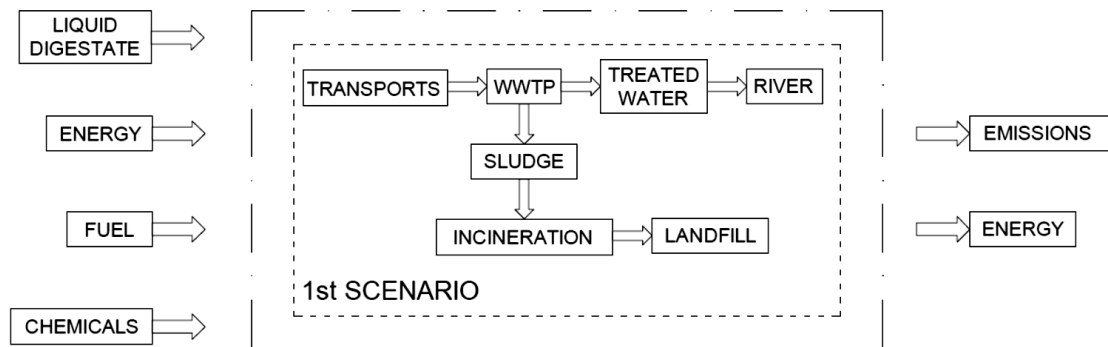 LIQUID
DIGESTATE
ENERGY
FUEL
CHEMICALS
TRANSPORTS
WWTP
TREATED
WATER
RIVER
SLUDGE
INCINERATION
LANDFILL
1st SCENARIO
EMISSIONS
ENERGY